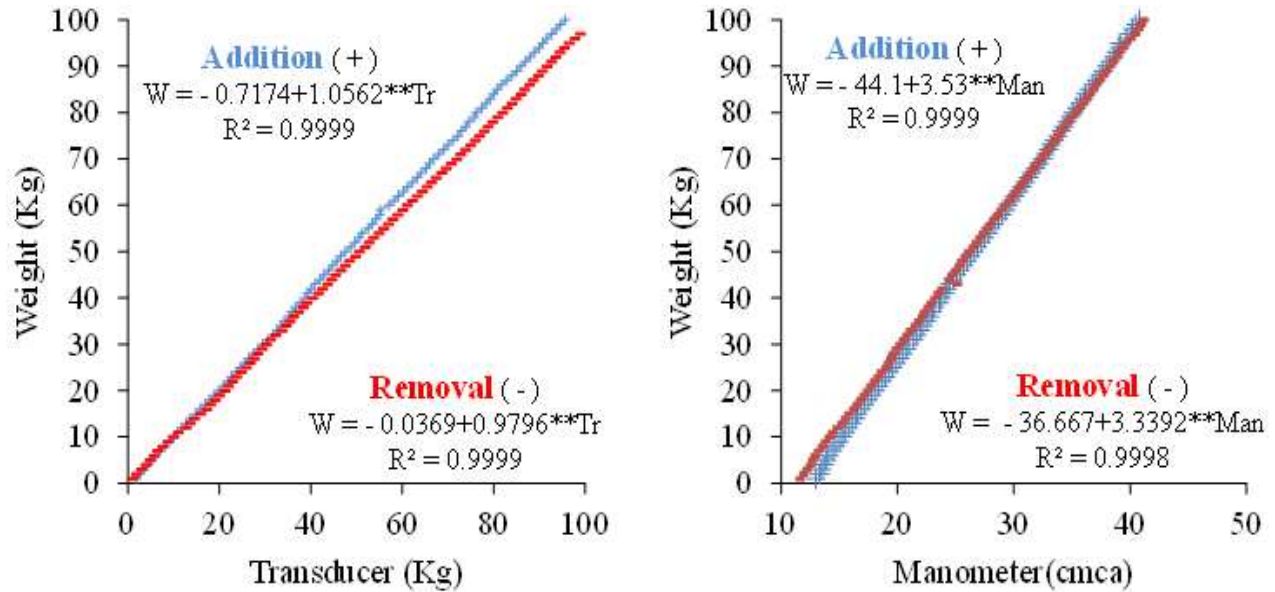 100
90
80
70
60
50
40
30
20
10
0
Weight (Kg)
Addition (+)
W = - 0.7174+1.0562**Tr
R² = 0.9999
Removal (-)
W = - 0.0369+0.9796**Tr
R² = 0.9999
0 20 40 60 80 100
Transducer (Kg)
100
90
80
70
60
50
40
30
20
10
0
Weight (Kg)
Addition (+)
W = - 44.1+3.53**Man
R² = 0.9999
Removal (-)
W = - 36.667+3.3392**Man
R² = 0.9998
10 20 30 40 50
Manometer(cmca)